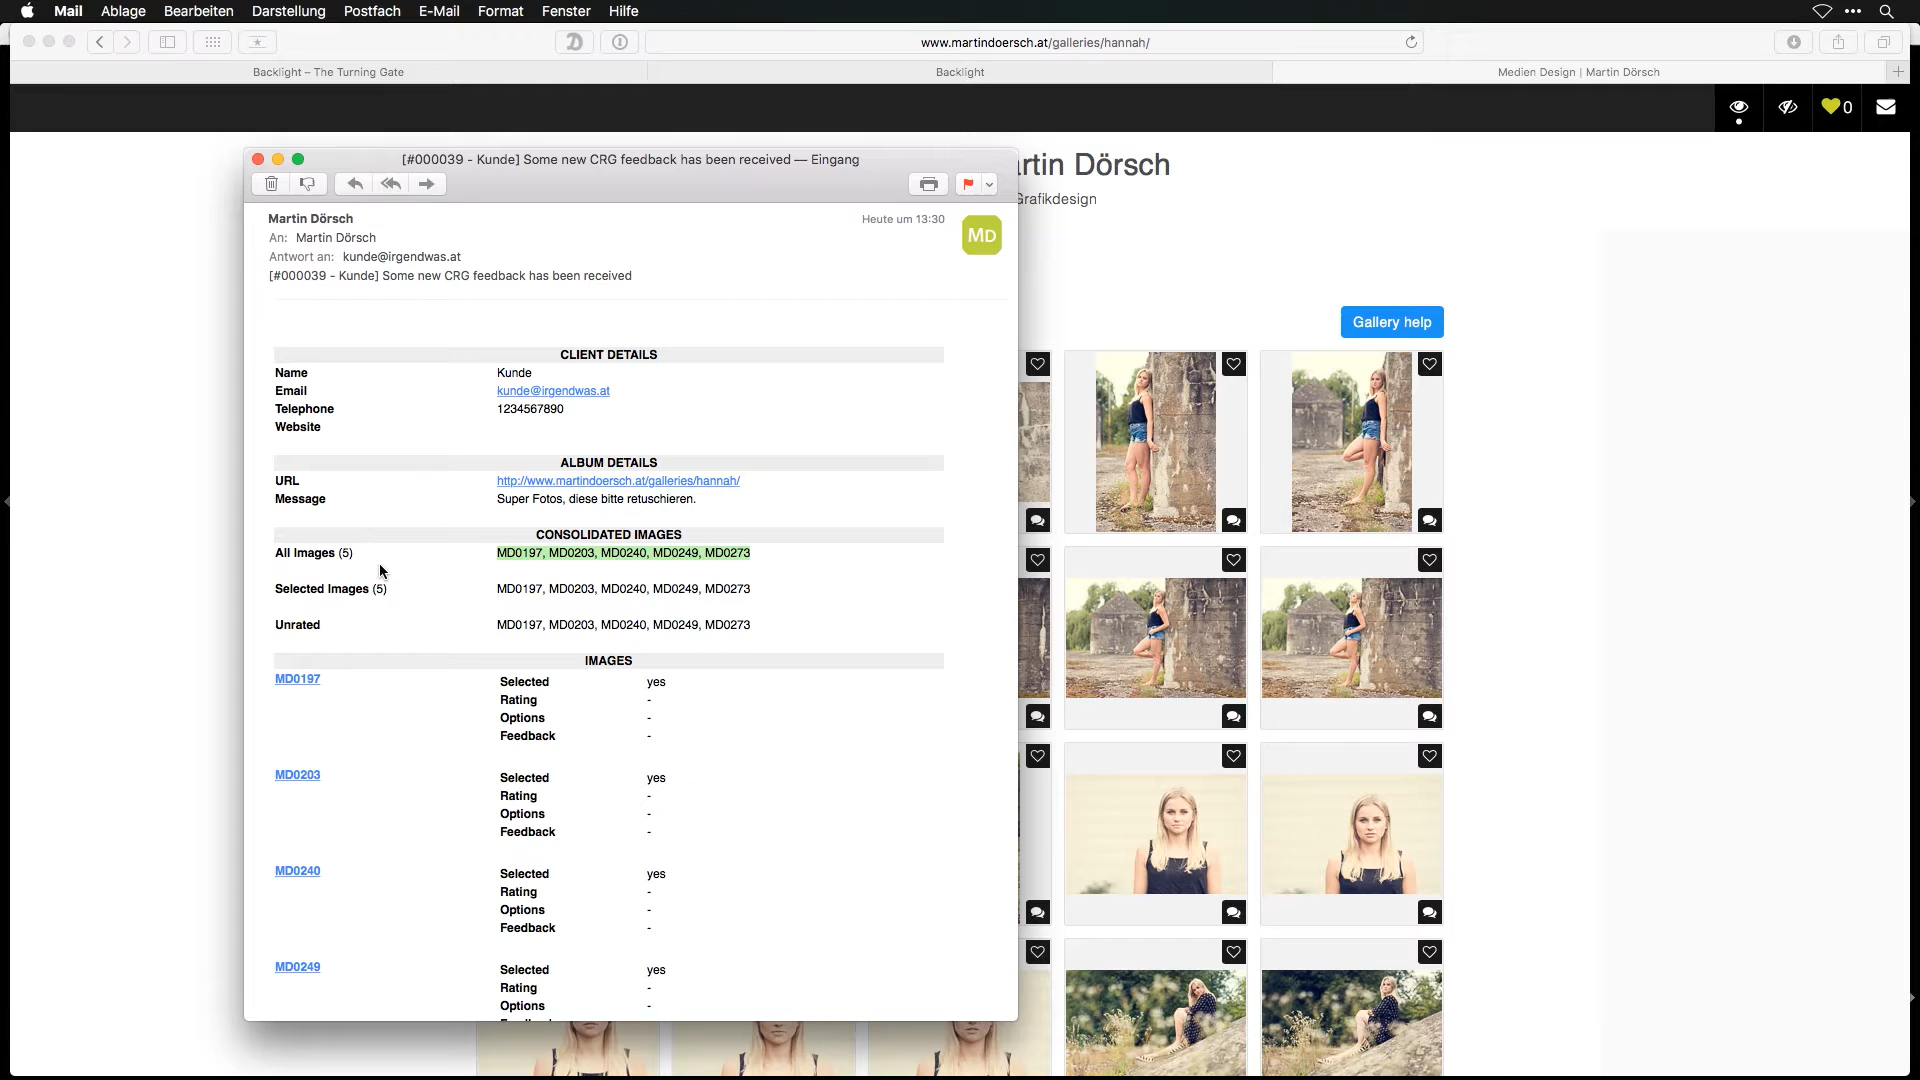 Mail Ablage Bearbeiten Darstellung Postfach E-Mail Format Fenster Hilfe
www.martindoersch.at/galleries/hannah/
Backlight – The Turning Gate
Backlight
Medien Design | Martin Dörsch
0
rtin Dörsch
Grafikdesign
Gallery help
[#000039 - Kunde] Some new CRG feedback has been received — Eingang
Martin Dörsch
Heute um 13:30
MD
An: Martin Dörsch
Antwort an: kunde@irgendwas.at
[#000039 - Kunde] Some new CRG feedback has been received
CLIENT DETAILS
Name Kunde
Email kunde@irgendwas.at
Telephone 1234567890
Website
ALBUM DETAILS
URL http://www.martindoersch.at/galleries/hannah/
Message Super Fotos, diese bitte retuschieren.
CONSOLIDATED IMAGES
All Images (5) MD0197, MD0203, MD0240, MD0249, MD0273
Selected Images (5) MD0197, MD0203, MD0240, MD0249, MD0273
Unrated MD0197, MD0203, MD0240, MD0249, MD0273
IMAGES
MD0197 Selected yes
Rating -
Options -
Feedback -
MD0203 Selected yes
Rating -
Options -
Feedback -
MD0240 Selected yes
Rating -
Options -
Feedback -
MD0249 Selected yes
Rating -
Options -